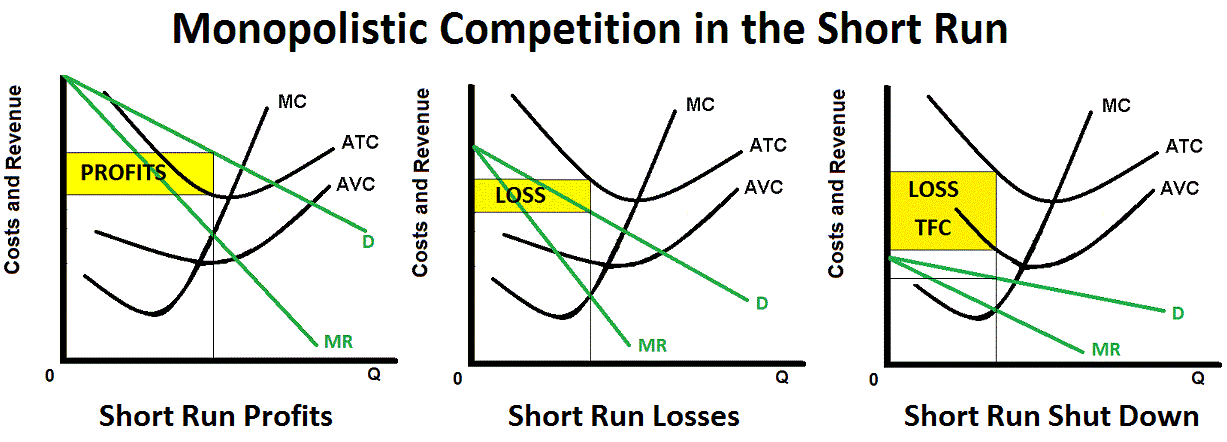 Monopolistic Competition in the Short Run
Costs and Revenue
MC
ATC
AVC
PROFITS
D
MR
0
Q
Short Run Profits
Costs and Revenue
MC
ATC
AVC
LOSS
D
MR
0
Q
Short Run Losses
Costs and Revenue
MC
ATC
AVC
LOSS
TFC
D
MR
0
Q
Short Run Shut Down